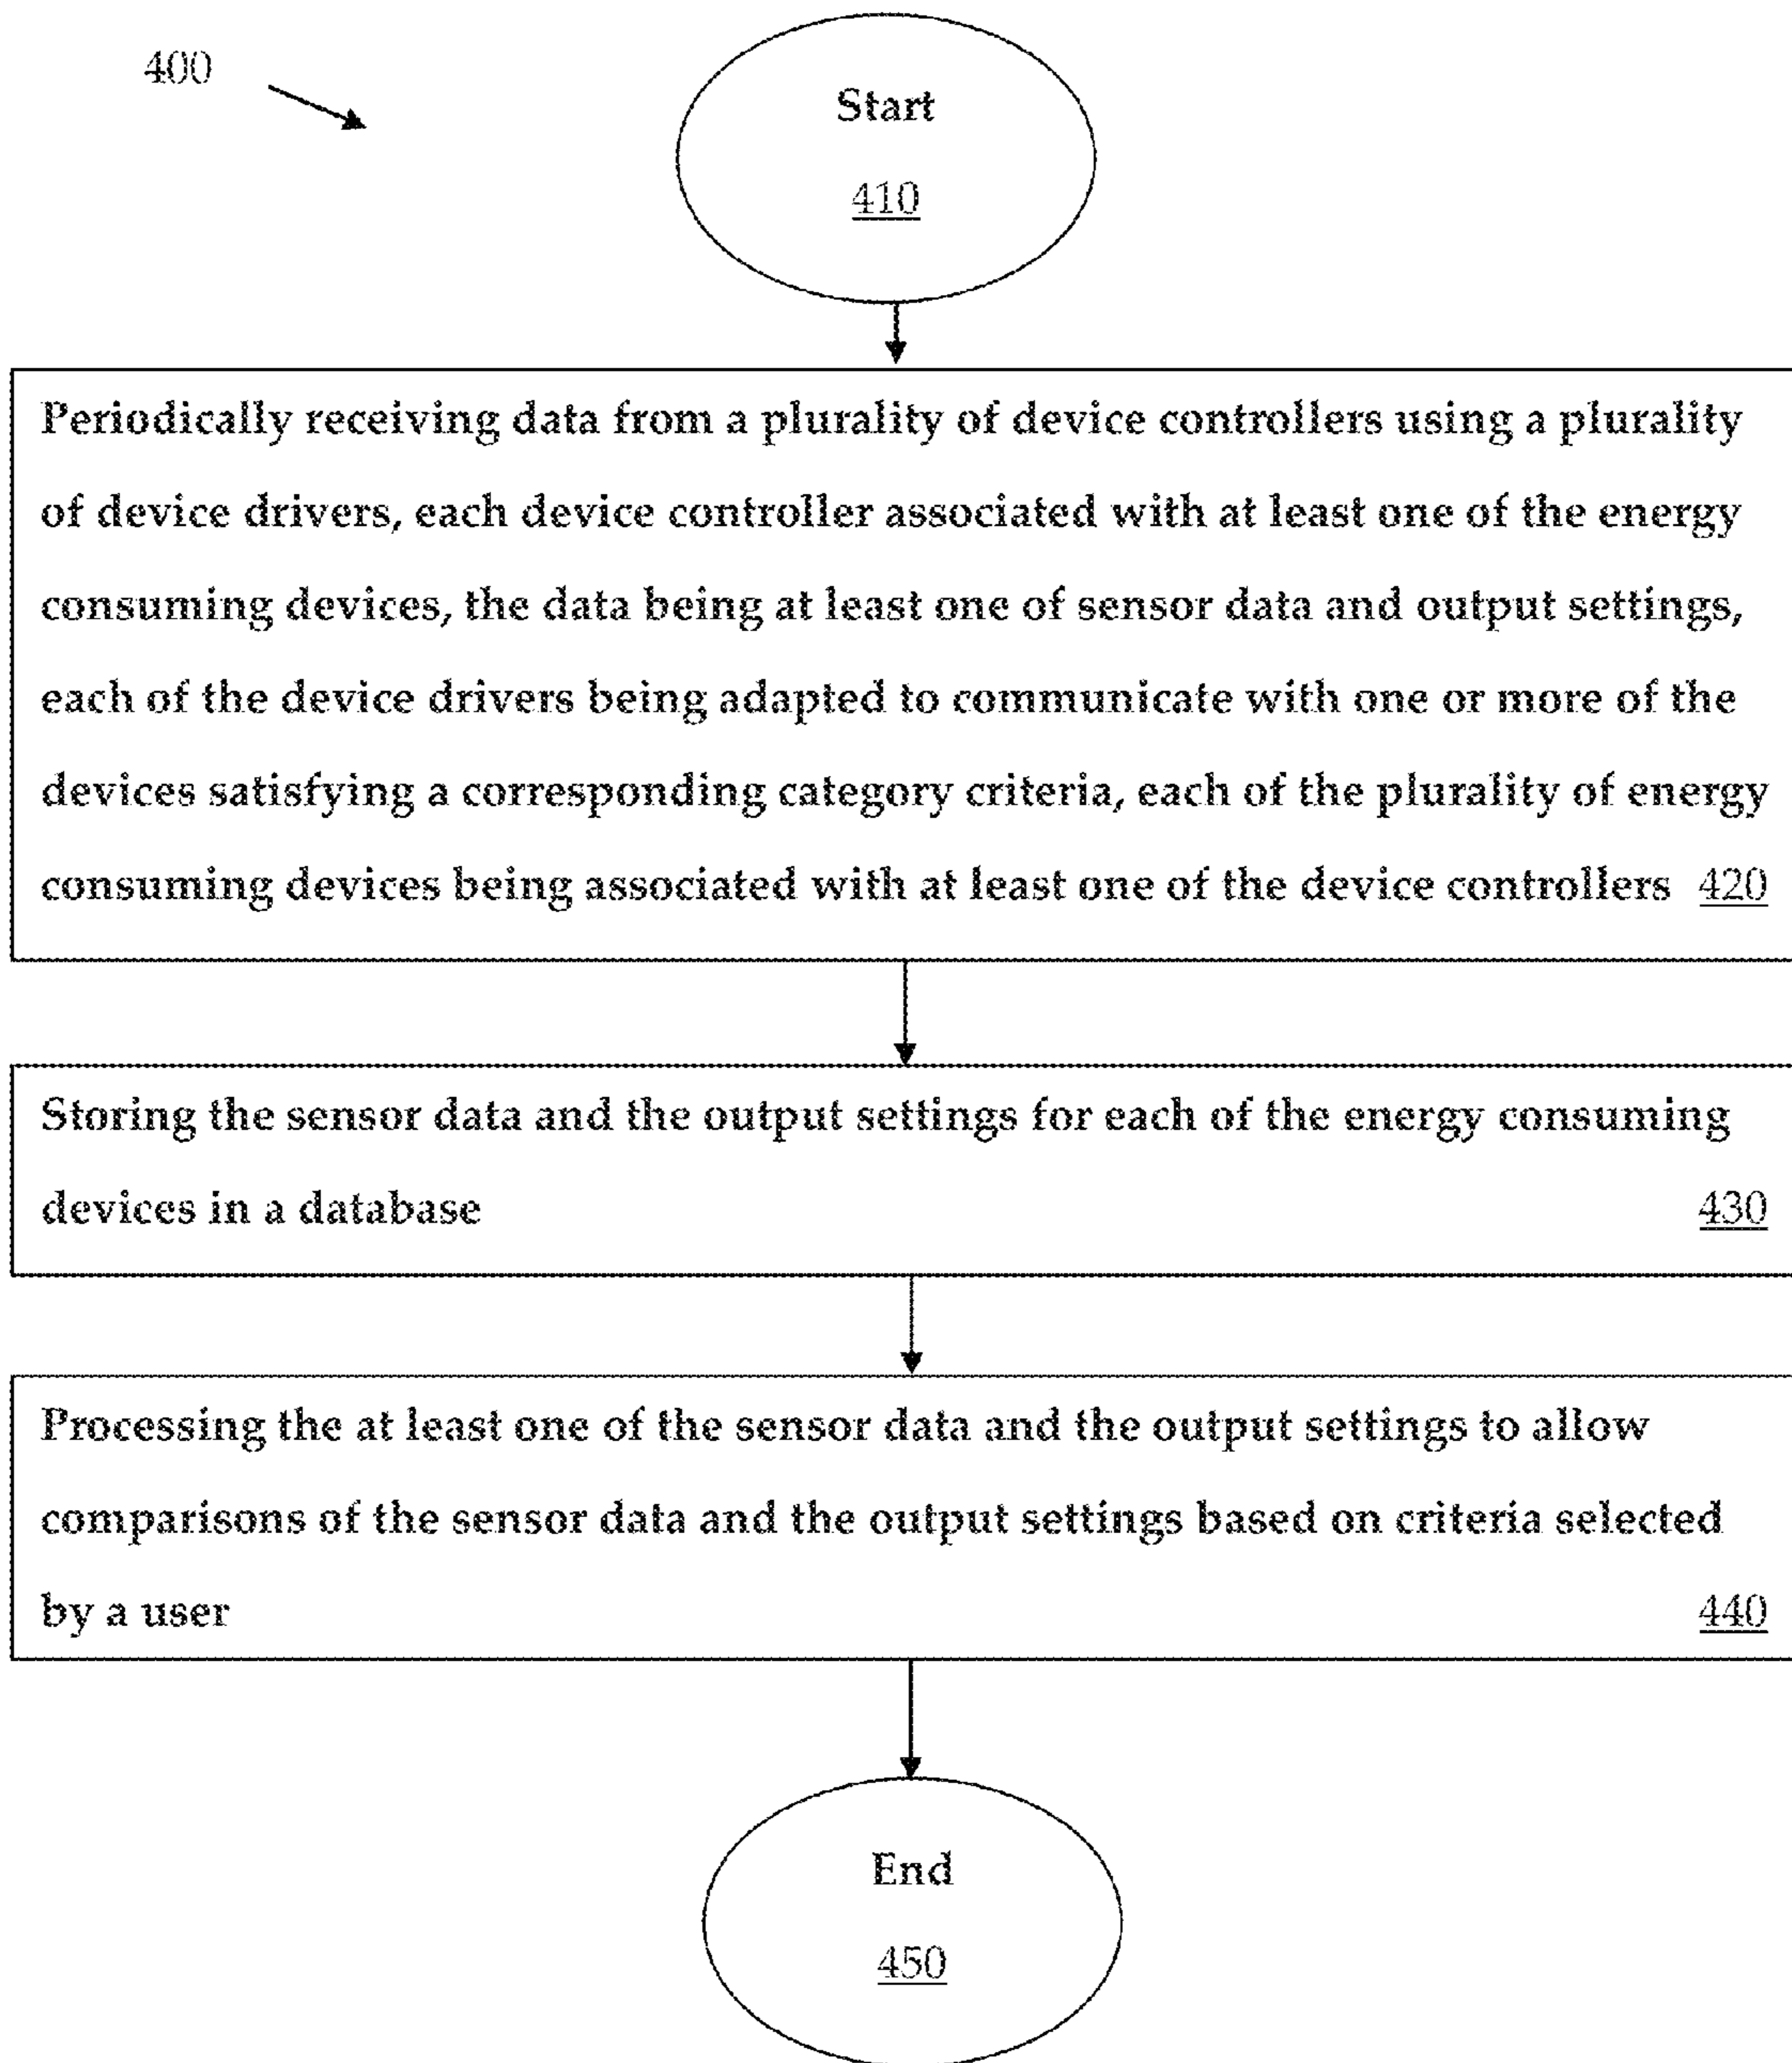 400
Start
410
Periodically receiving data from a plurality of device controllers using a plurality
of device drivers, each device controller associated with at least one of the energy
consuming devices, the data being at least one of sensor data and output settings,
each of the device drivers being adapted to communicate with one or more of the
devices satisfying a corresponding category criteria, each of the plurality of energy
consuming devices being associated with at least one of the device controllers 420
Storing the sensor data and the output settings for each of the energy consuming
devices in a database 430
Processing the at least one of the sensor data and the output settings to allow
comparisons of the sensor data and the output settings based on criteria selected
by a user 440
End
450